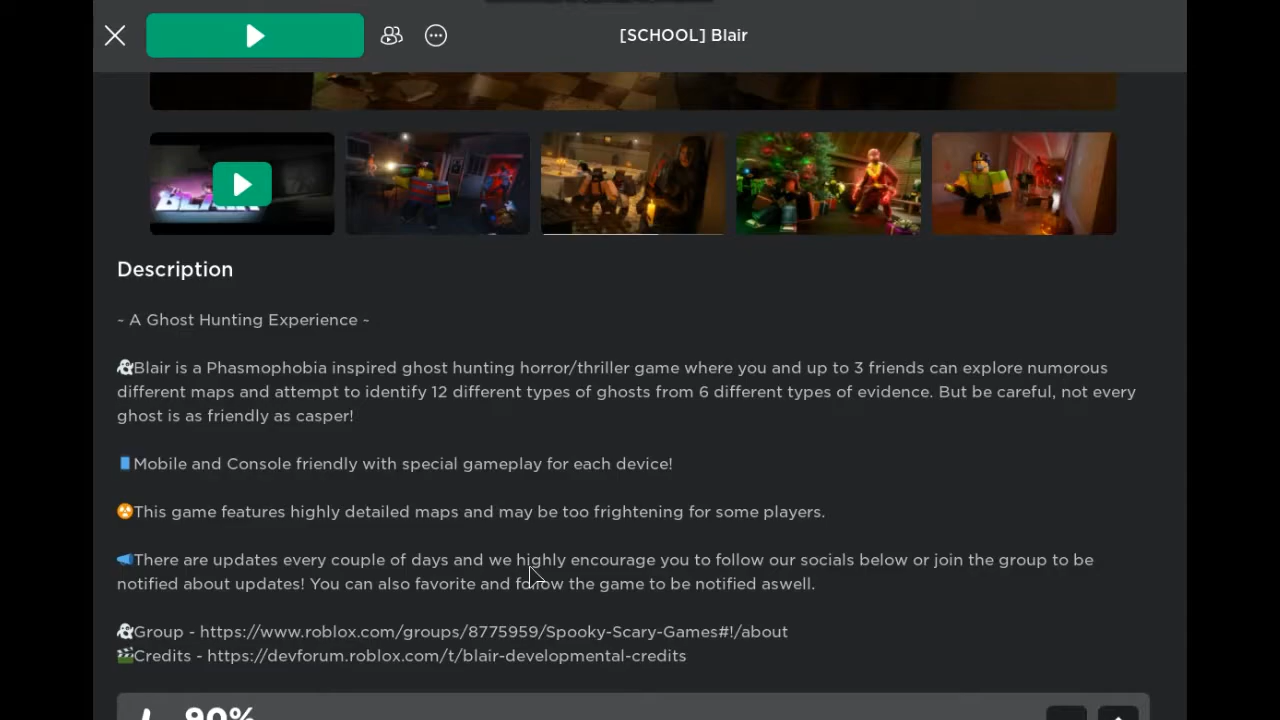 [SCHOOL] Blair
BLAIR
Description
~ A Ghost Hunting Experience ~
👻Blair is a Phasmophobia inspired ghost hunting horror/thriller game where you and up to 3 friends can explore numorous
different maps and attempt to identify 12 different types of ghosts from 6 different types of evidence. But be careful, not every
ghost is as friendly as casper!
📱Mobile and Console friendly with special gameplay for each device!
☢This game features highly detailed maps and may be too frightening for some players.
📣There are updates every couple of days and we highly encourage you to follow our socials below or join the group to be
notified about updates! You can also favorite and follow the game to be notified aswell.
👻Group - https://www.roblox.com/groups/8775959/Spooky-Scary-Games#!/about
🎬Credits - https://devforum.roblox.com/t/blair-developmental-credits
90%